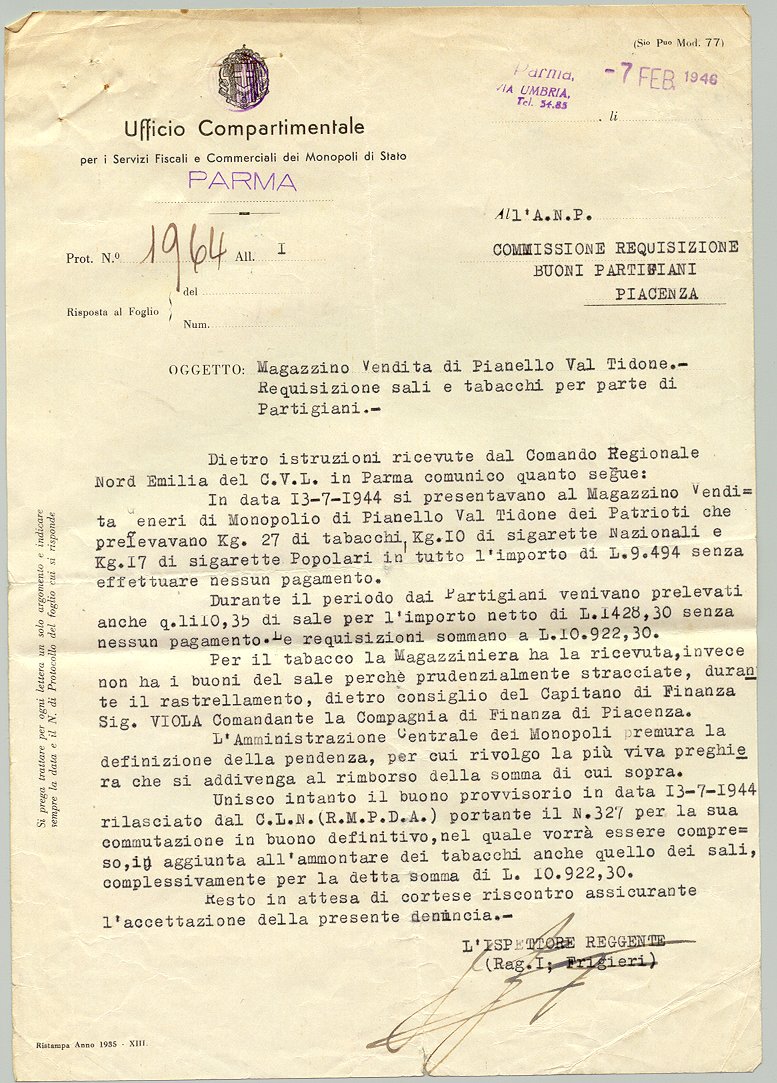 (Sio Puo Mod. 77)
Parma,
VIA UMBRIA,
Tel. 54.85
-7 FEB. 1946
, li
Ufficio Compartimentale
per i Servizi Fiscali e Commerciali dei Monopoli di Stato
PARMA
All'A.N.P.
COMMISSIONE REQUISIZIONE
BUONI PARTIGIANI
PIACENZA
Prot. N.o 1964 All. I
Risposta al Foglio
del
Num.
OGGETTO: Magazzino Vendita di Pianello Val Tidone.-
Requisizione sali e tabacchi per parte di
Partigiani.-
Dietro istruzioni ricevute dal Comando Regionale
Nord Emilia del C.V.L. in Parma comunico quanto segue:
In data I3-7-I944 si presentavano al Magazzino Vendi=
ta Generi di Monopolio di Pianello Val Tidone dei Patrioti che
prelevavano Kg. 27 di tabacchi,Kg.IO di sigarette Nazionali e
Kg.I7 di sigarette Popolari in tutto l'importo di L.9.494 senza
effettuare nessun pagamento.
Durante il periodo dai Partigiani venivano prelevati
anche q.liI0,35 di sale per l'importo netto di L.I428,30 senza
nessun pagamento.Le requisizioni sommano a L.IO.922,30.
Per il tabacco la Magazziniera ha la ricevuta,invece
non ha i buoni del sale perchè prudenzialmente stracciate, duran
te il rastrellamento, dietro consiglio del Capitano di Finanza
Sig. VIOLA Comandante la Compagnia di Finanza di Piacenza.
L'Amministrazione Centrale dei Monopoli premura la
definizione della pendenza, per cui rivolgo la più viva preghie
ra che si addivenga al rimborso della somma di cui sopra.
Unisco intanto il buono provvisorio in data I3-7-I944
rilasciato dal C.L.N.(R.M.P.D.A.) portante il N.327 per la sua
commutazione in buono definitivo,nel quale vorrà essere compre=
so,in aggiunta all'ammontare dei tabacchi anche quello dei sali,
complessivamente per la detta somma di L. IO.922,30.
Resto in attesa di cortese riscontro assicurante
l'accettazione della presente denuncia.-
L'ISPETTORE REGGENTE
(Rag.I; Frigieri)
Si prega trattare per ogni lettera un solo argomento e indicare
sempre la data e il N. di Protocollo del foglio cui si risponde
Ristampa Anno 1935 - XIII.